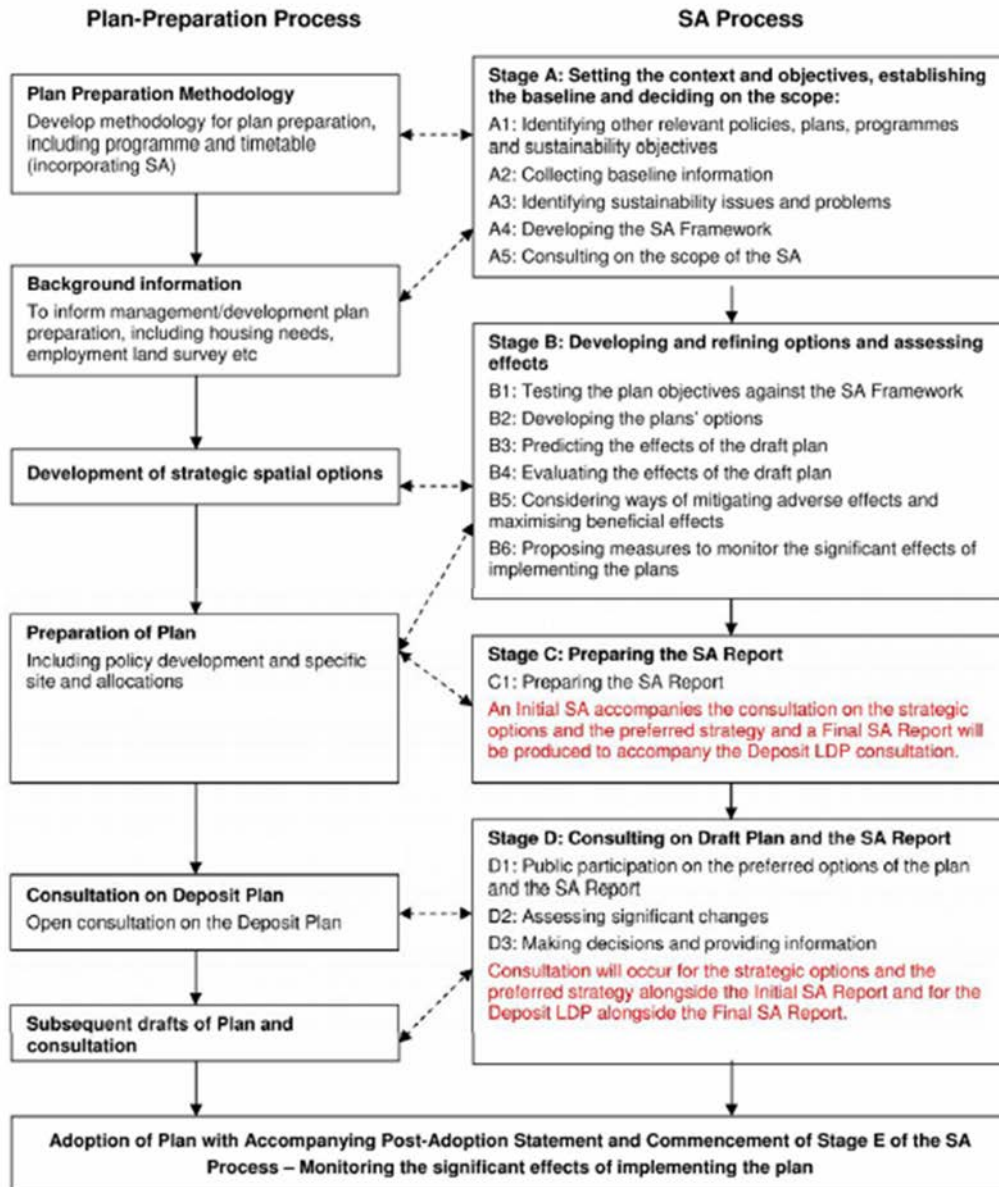 Plan-Preparation Process
Plan Preparation Methodology
Develop methodology for plan preparation,
including programme and timetable
(incorporating SA)
Background information
To inform management/development plan
preparation, including housing needs,
employment land survey etc
Development of strategic spatial options
Preparation of Plan
Including policy development and specific
site and allocations
Consultation on Deposit Plan
Open consultation on the Deposit Plan
Subsequent drafts of Plan and
consultation
SA Process
Stage A: Setting the context and objectives, establishing
the baseline and deciding on the scope:
A1: Identifying other relevant policies, plans, programmes
and sustainability objectives
A2: Collecting baseline information
A3: Identifying sustainability issues and problems
A4: Developing the SA Framework
A5: Consulting on the scope of the SA
Stage B: Developing and refining options and assessing
effects
B1: Testing the plan objectives against the SA Framework
B2: Developing the plans' options
B3: Predicting the effects of the draft plan
B4: Evaluating the effects of the draft plan
B5: Considering ways of mitigating adverse effects and
maximising beneficial effects
B6: Proposing measures to monitor the significant effects of
implementing the plans
Stage C: Preparing the SA Report
C1: Preparing the SA Report
An Initial SA accompanies the consultation on the strategic
options and the preferred strategy and a Final SA Report will
be produced to accompany the Deposit LDP consultation.
Stage D: Consulting on Draft Plan and the SA Report
D1: Public participation on the preferred options of the plan
and the SA Report
D2: Assessing significant changes
D3: Making decisions and providing information
Consultation will occur for the strategic options and the
preferred strategy alongside the Initial SA Report and for the
Deposit LDP alongside the Final SA Report.
Adoption of Plan with Accompanying Post-Adoption Statement and Commencement of Stage E of the SA
Process – Monitoring the significant effects of implementing the plan